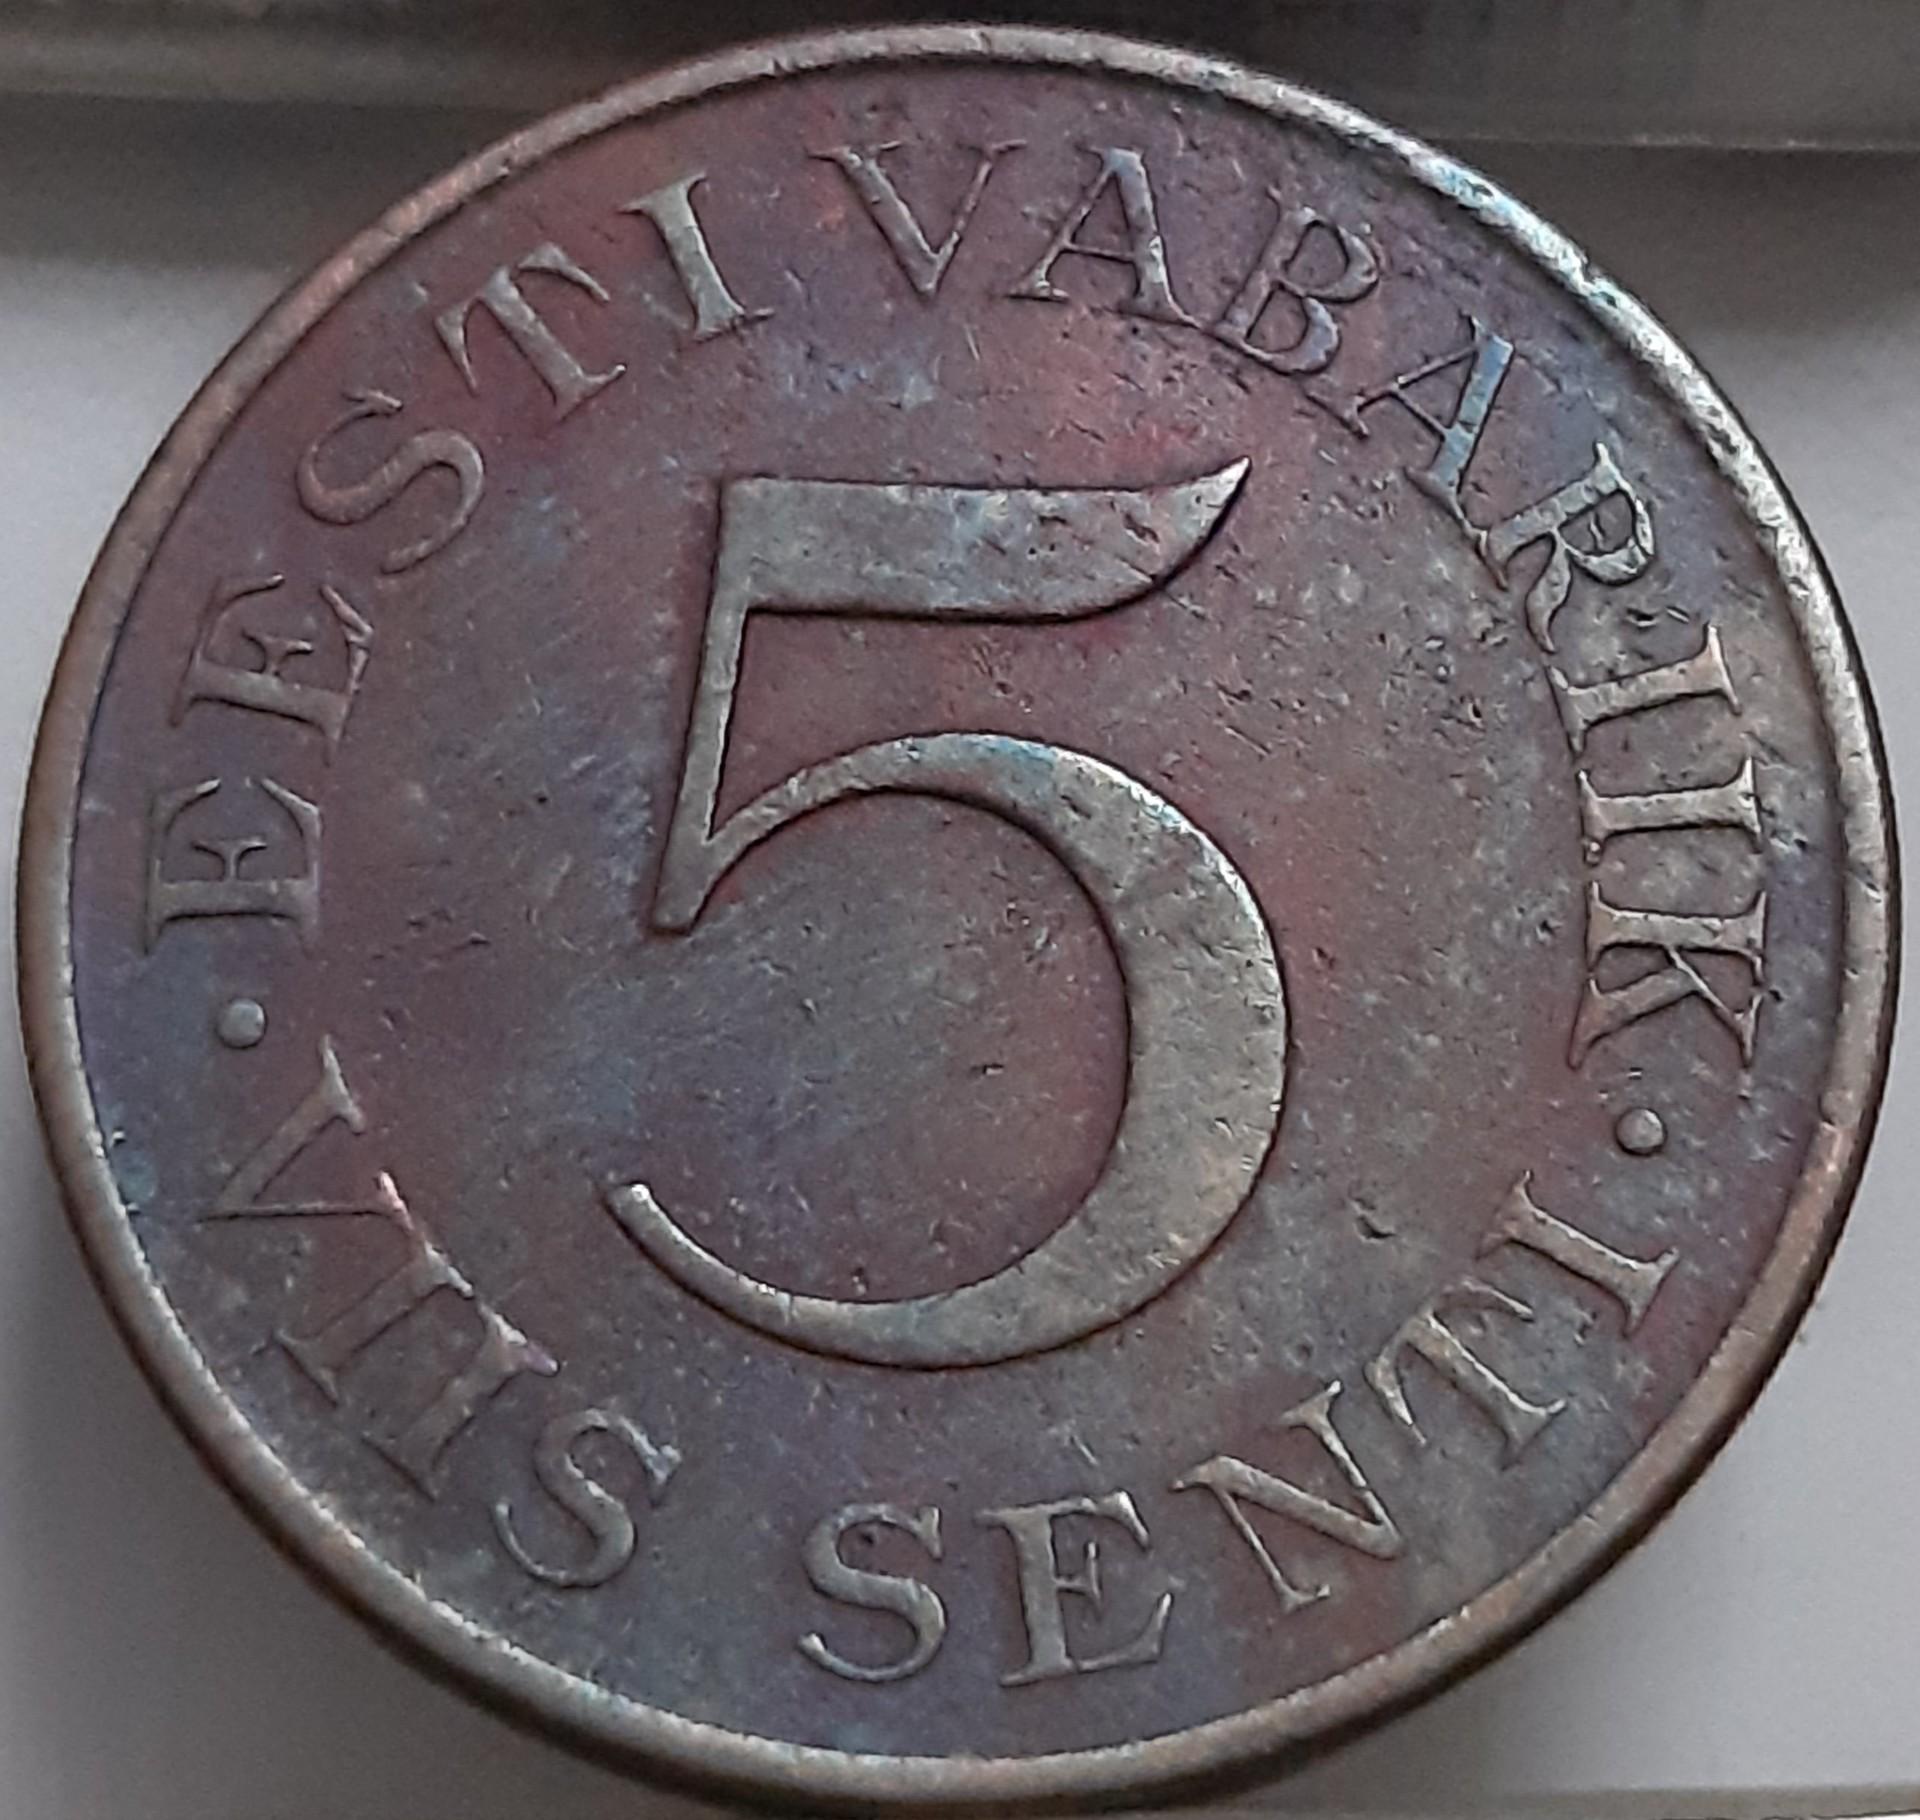 · EESTI VABARIIK ·
5
VIIS SENTI